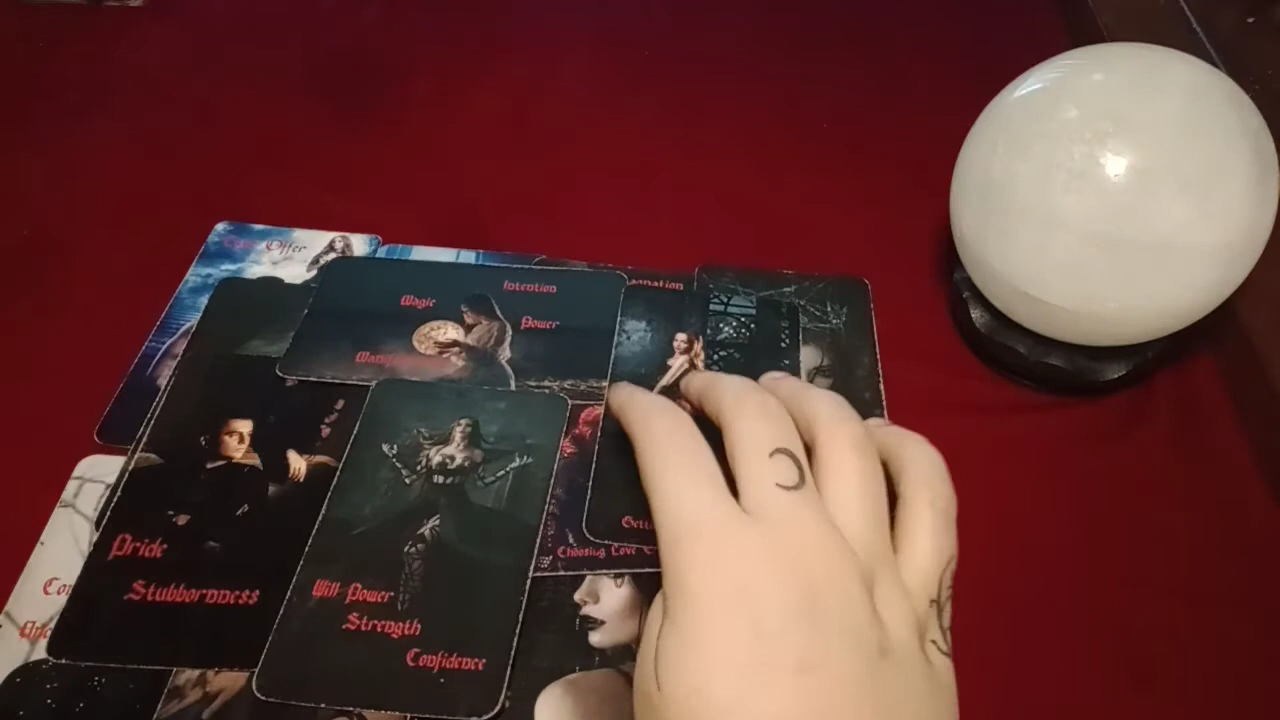 Offer
Intention
Magic
Power
Pride
Stubbornness
Will Power
Strength
Confidence
Choosing Love